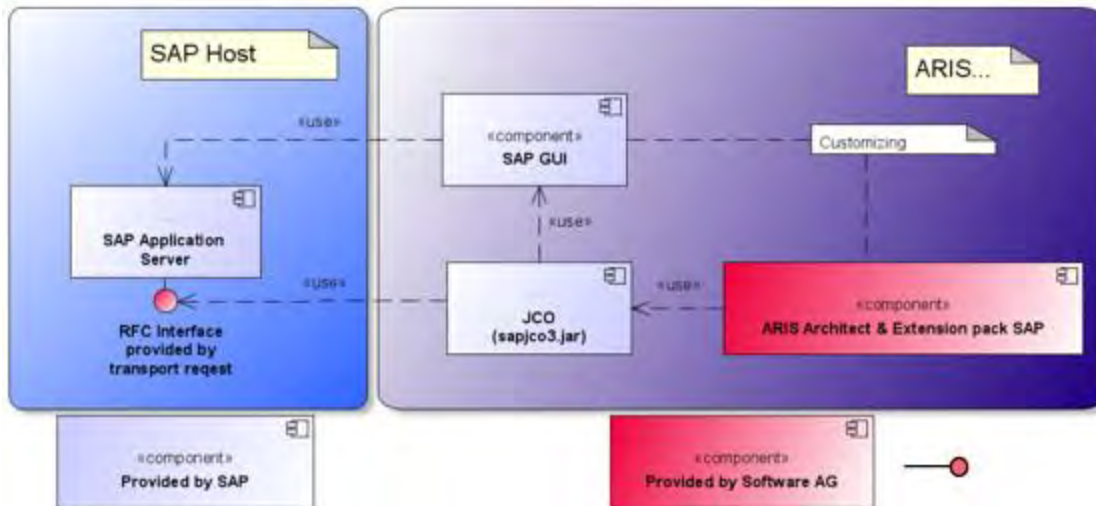 SAP Host
ARIS...
«use»
«component»
SAP GUI
Customizing
«use»
SAP Application
Server
«use»
«use»
«component»
ARIS Architect & Extension pack SAP
JCO
(sapjco3.jar)
RFC Interface
provided by
transport reqest
«component»
Provided by SAP
«component»
Provided by Software AG